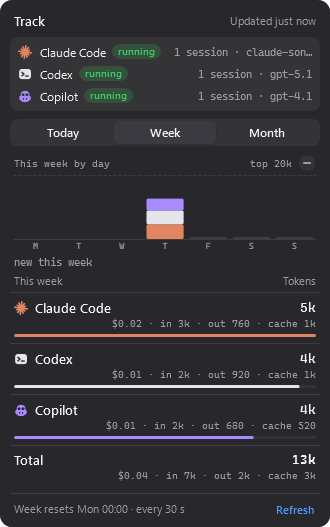 Track Updated just now
Claude Code running 1 session · claude-son…
Codex running 1 session · gpt-5.1
Copilot running 1 session · gpt-4.1
Today Week Month
This week by day top 20k —
M T W T F S S
new this week
This week Tokens
Claude Code 5k
$0.02 · in 3k · out 760 · cache 1k
Codex 4k
$0.01 · in 2k · out 920 · cache 1k
Copilot 4k
$0.01 · in 2k · out 680 · cache 520
Total 13k
$0.04 · in 7k · out 2k · cache 3k
Week resets Mon 00:00 · every 30 s Refresh